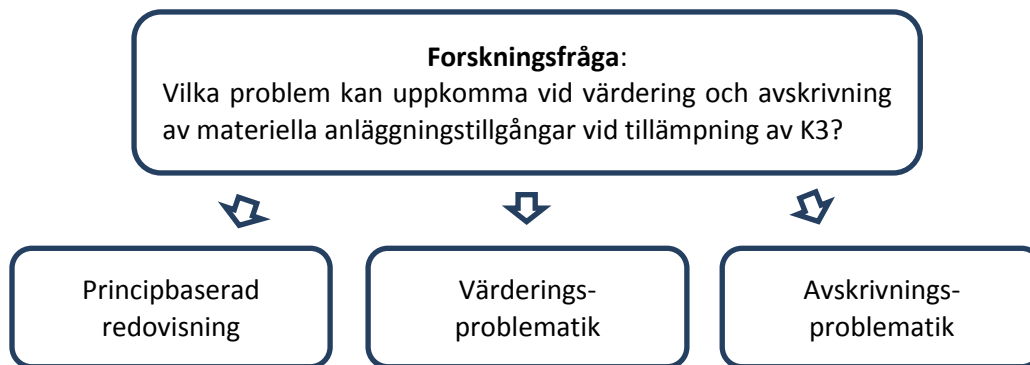 Forskningsfråga:
Vilka problem kan uppkomma vid värdering och avskrivning
av materiella anläggningstillgångar vid tillämpning av K3?
Principbaserad
redovisning
Värderings-
problematik
Avskrivnings-
problematik